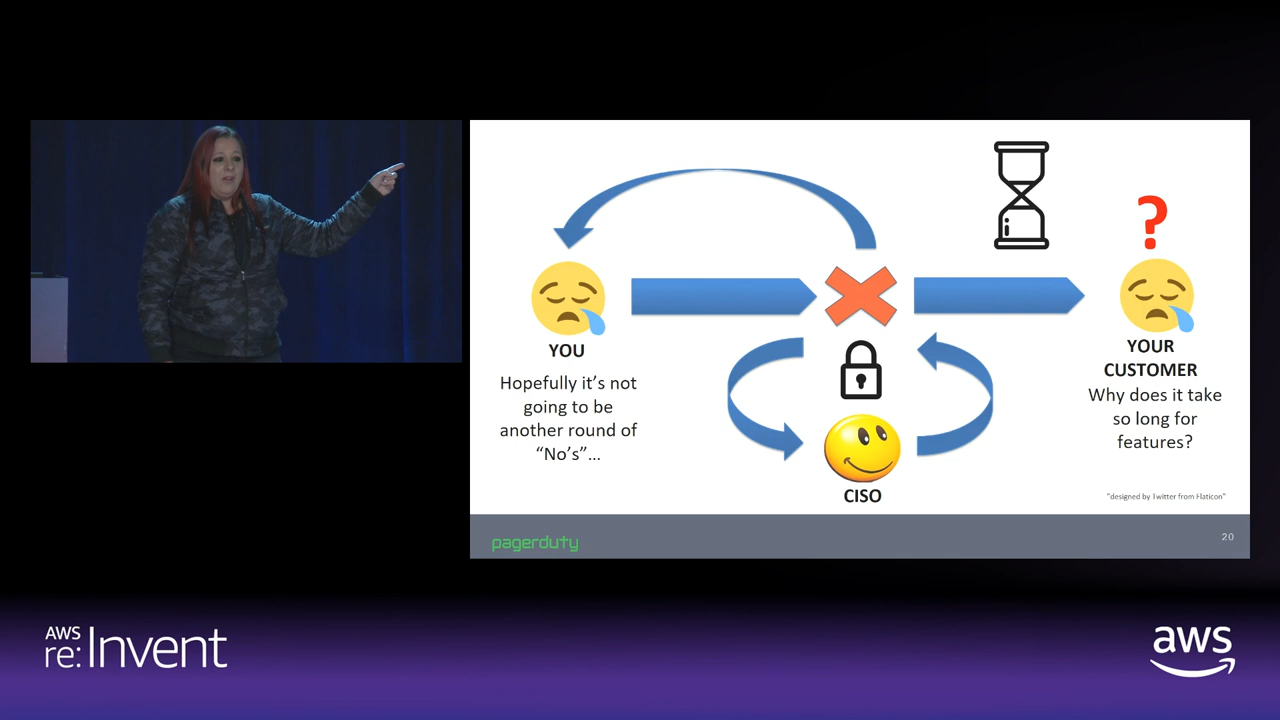 ?
YOU
Hopefully it's not
going to be
another round of
"No's"...
CISO
YOUR
CUSTOMER
Why does it take
so long for
features?
"designed by Twitter from Flaticon"
pagerduty
20
AWS
re:Invent
aws